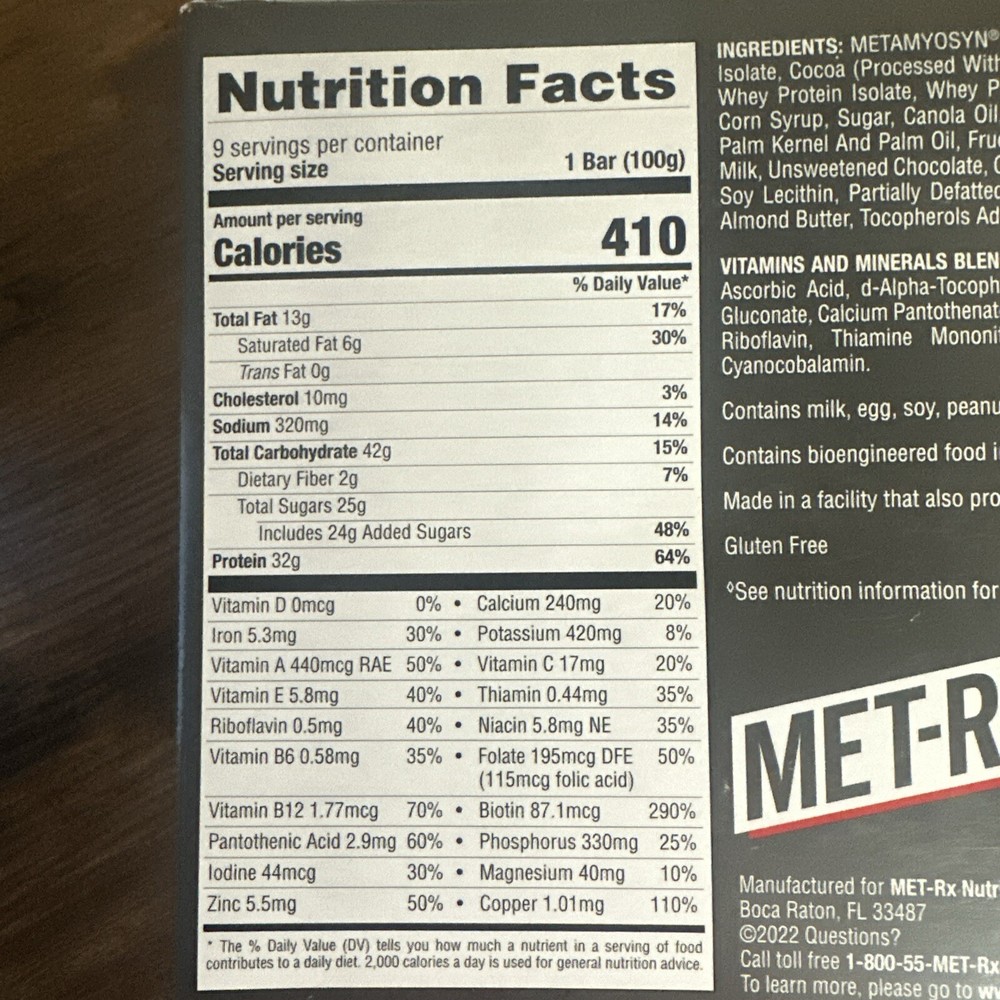 Nutrition Facts
9 servings per container
Serving size 1 Bar (100g)
Amount per serving
Calories 410
% Daily Value*
Total Fat 13g 17%
Saturated Fat 6g 30%
Trans Fat 0g
Cholesterol 10mg 3%
Sodium 320mg 14%
Total Carbohydrate 42g 15%
Dietary Fiber 2g 7%
Total Sugars 25g
Includes 24g Added Sugars 48%
Protein 32g 64%
Vitamin D 0mcg 0% • Calcium 240mg 20%
Iron 5.3mg 30% • Potassium 420mg 8%
Vitamin A 440mcg RAE 50% • Vitamin C 17mg 20%
Vitamin E 5.8mg 40% • Thiamin 0.44mg 35%
Riboflavin 0.5mg 40% • Niacin 5.8mg NE 35%
Vitamin B6 0.58mg 35% • Folate 195mcg DFE 50%
(115mcg folic acid)
Vitamin B12 1.77mcg 70% • Biotin 87.1mcg 290%
Pantothenic Acid 2.9mg 60% • Phosphorus 330mg 25%
Iodine 44mcg 30% • Magnesium 40mg 10%
Zinc 5.5mg 50% • Copper 1.01mg 110%
* The % Daily Value (DV) tells you how much a nutrient in a serving of food
contributes to a daily diet. 2,000 calories a day is used for general nutrition advice.
INGREDIENTS: METAMYOSYN®
Isolate, Cocoa (Processed With
Whey Protein Isolate, Whey
Corn Syrup, Sugar, Canola Oil
Palm Kernel And Palm Oil,
Milk, Unsweetened Chocolate,
Soy Lecithin, Partially Defatted
Almond Butter, Tocopherols
VITAMINS AND MINERALS
Ascorbic Acid,
Gluconate, Calcium
Riboflavin, Thiamine
Cyanocobalamin.
Contains milk, egg, soy,
Contains bioengineered food
Made in a facility that also
Gluten Free
◊See nutrition information for
MET-R
Manufactured for MET-Rx
Boca Raton, FL 33487
©2022 Questions?
Call toll free 1-800-55-MET-Rx
To learn more, please go to